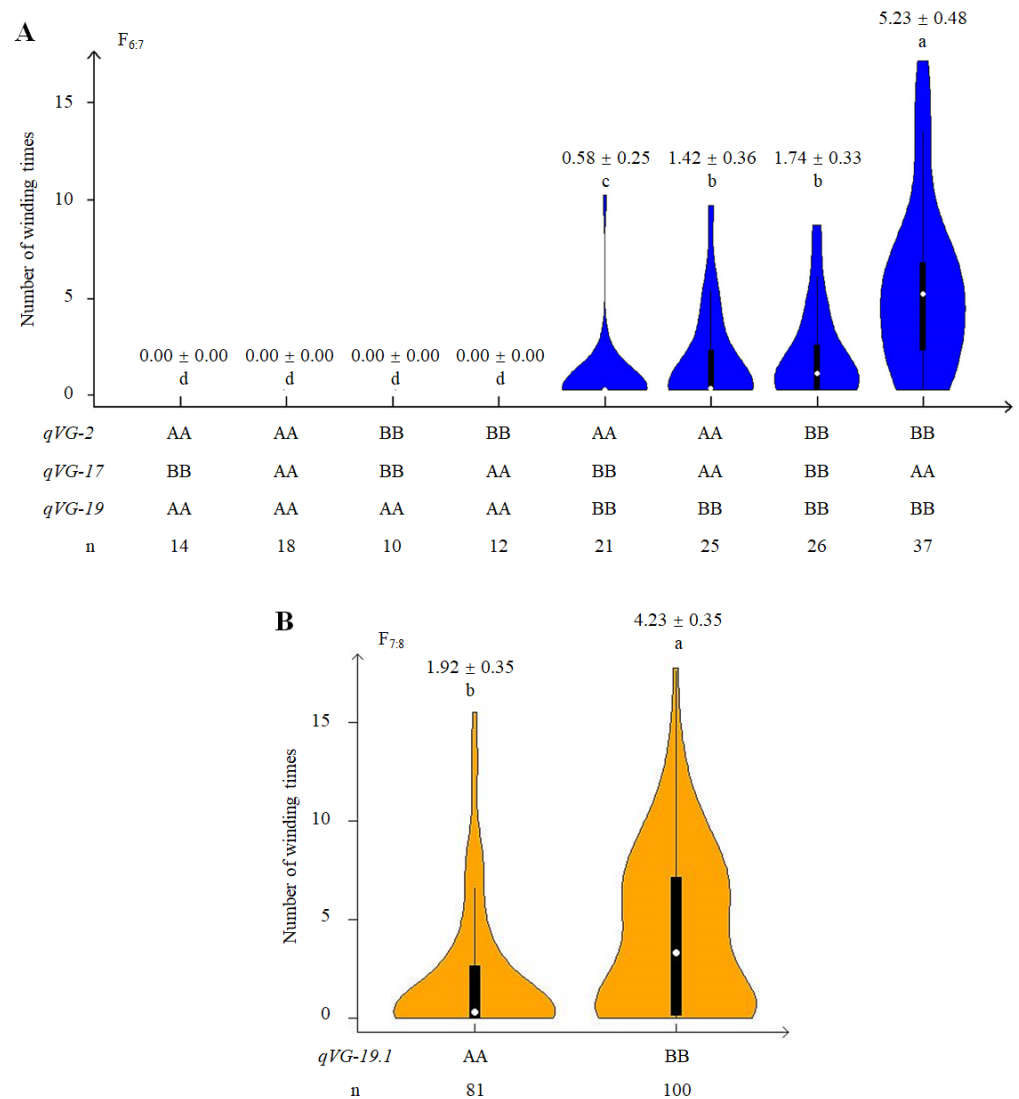 A
F6:7
5.23 ± 0.48
a
0.58 ± 0.25 1.42 ± 0.36 1.74 ± 0.33
c b b
0.00 ± 0.00 0.00 ± 0.00 0.00 ± 0.00 0.00 ± 0.00
d d d d
Number of winding times
15
10
5
0
qVG-2 AA AA BB BB AA AA BB BB
qVG-17 BB AA BB AA BB AA BB AA
qVG-19 AA AA AA AA BB BB BB BB
n 14 18 10 12 21 25 26 37
B
F7:8
4.23 ± 0.35
a
1.92 ± 0.35
b
Number of winding times
15
10
5
0
qVG-19.1 AA BB
n 81 100